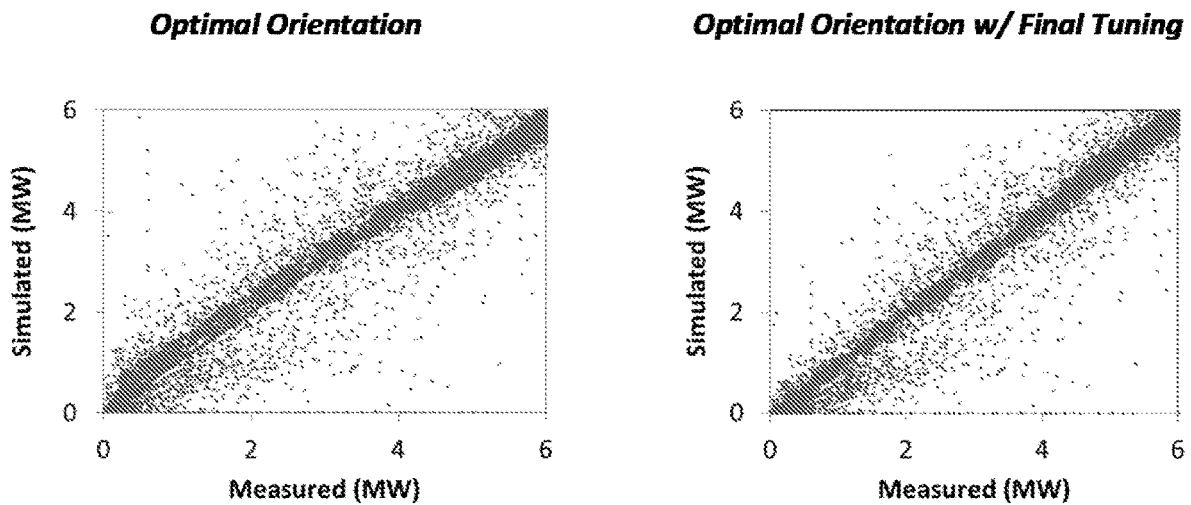 Optimal Orientation
Optimal Orientation w/ Final Tuning
6
4
2
0
Simulated (MW)
0 2 4 6
Measured (MW)
6
4
2
0
Simulated (MW)
0 2 4 6
Measured (MW)